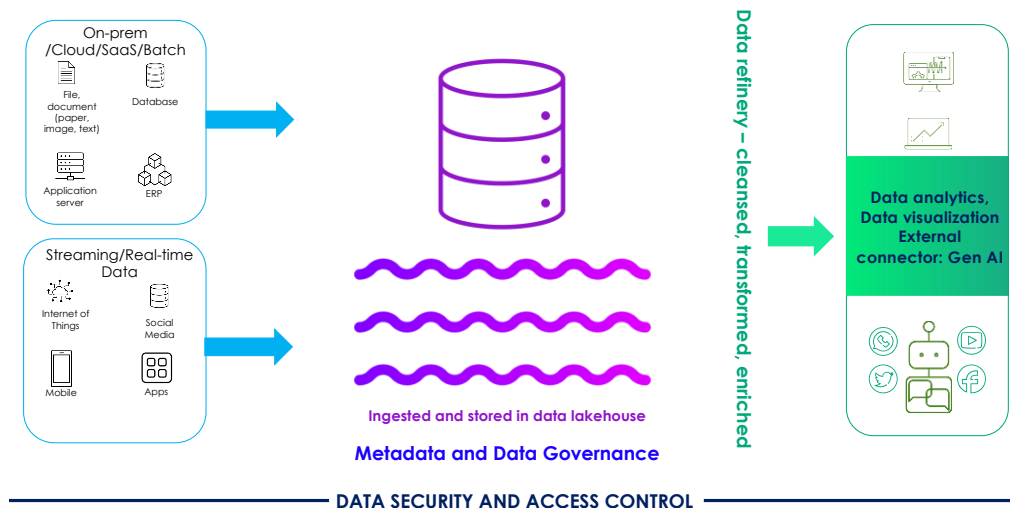 On-prem
/Cloud/SaaS/Batch
File,
document
(paper,
image, text)
Database
Application
server
ERP
Streaming/Real-time
Data
Internet of
Things
Social
Media
Mobile
Apps
Ingested and stored in data lakehouse
Metadata and Data Governance
Data refinery – cleansed, transformed, enriched
Data analytics,
Data visualization
External
connector: Gen AI
DATA SECURITY AND ACCESS CONTROL